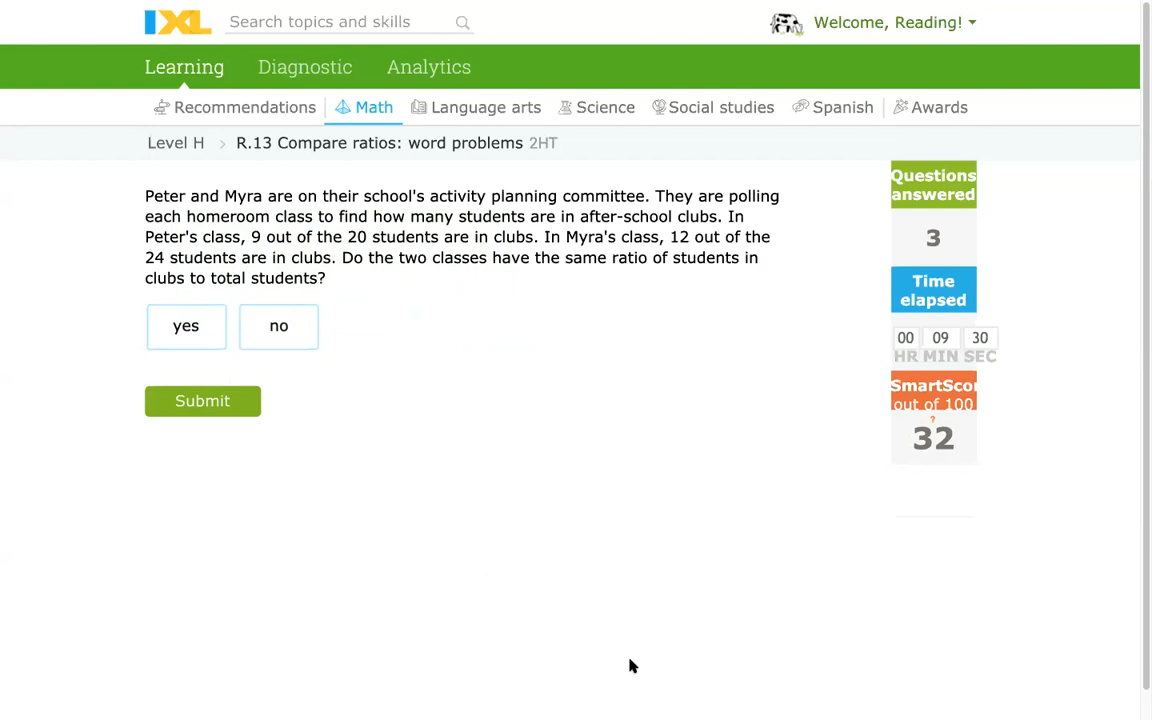 IXL
Search topics and skills
Welcome, Reading!
Learning Diagnostic Analytics
Recommendations Math Language arts Science Social studies Spanish Awards
Level H > R.13 Compare ratios: word problems 2HT
Peter and Myra are on their school's activity planning committee. They are polling
each homeroom class to find how many students are in after-school clubs. In
Peter's class, 9 out of the 20 students are in clubs. In Myra's class, 12 out of the
24 students are in clubs. Do the two classes have the same ratio of students in
clubs to total students?
yes no
Submit
Questions
answered
3
Time
elapsed
00 09 30
HR MIN SEC
SmartScor
out of 100
?
32